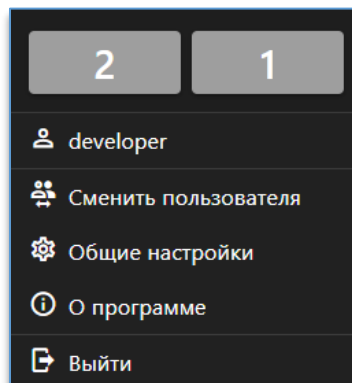 2 1
developer
Сменить пользователя
Общие настройки
О программе
Выйти